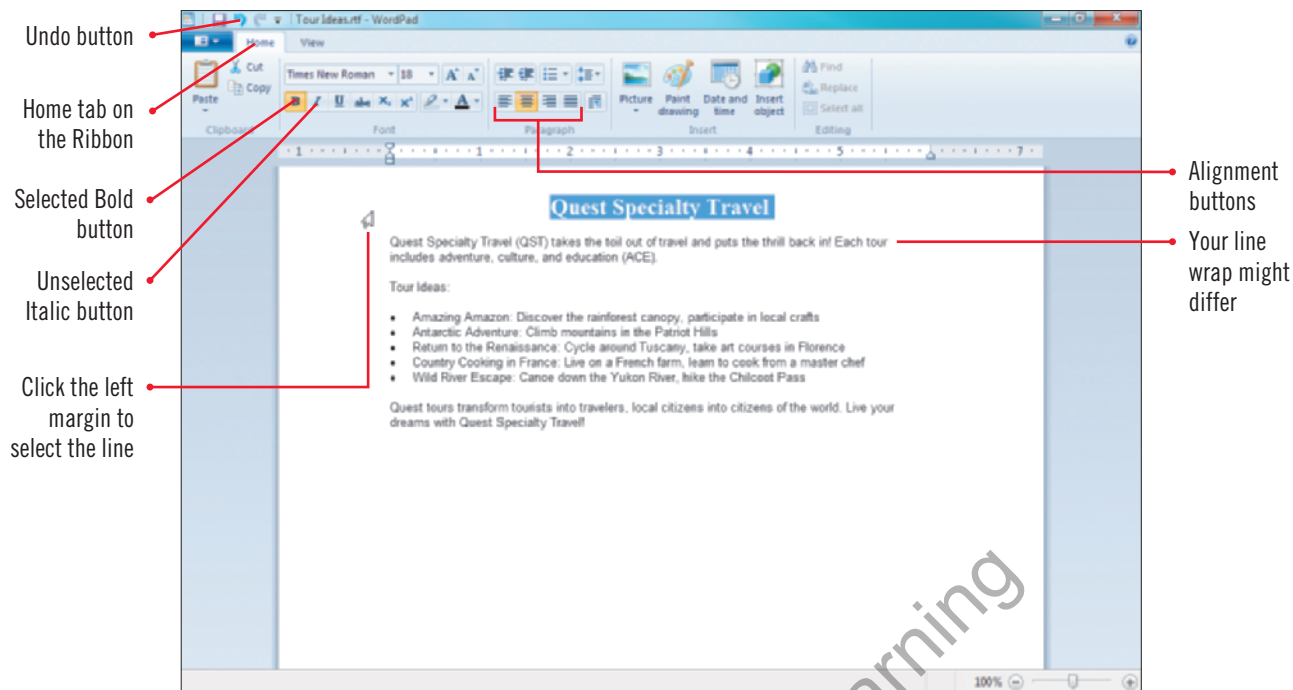 Tour Ideas.rtf - WordPad
Undo button
Home View
Home tab on
the Ribbon
Paste
Cut
Copy
Clipboard
Times New Roman 18
Font
Paragraph
Picture
Paint
drawing
Date and
time
Insert
object
Insert
Find
Replace
Select all
Editing
1 1 2 3 4 5 7
Selected Bold
button
Unselected
Italic button
Click the left
margin to
select the line
Alignment
buttons
Your line
wrap might
differ
Quest Specialty Travel
Quest Specialty Travel (QST) takes the toil out of travel and puts the thrill back in! Each tour
includes adventure, culture, and education (ACE).
Tour Ideas:
• Amazing Amazon: Discover the rainforest canopy, participate in local crafts
• Antarctic Adventure: Climb mountains in the Patriot Hills
• Return to the Renaissance: Cycle around Tuscany, take art courses in Florence
• Country Cooking in France: Live on a French farm, learn to cook from a master chef
• Wild River Escape: Canoe down the Yukon River, hike the Chilcoot Pass
Quest tours transform tourists into travelers, local citizens into citizens of the world. Live your
dreams with Quest Specialty Travel!
100%